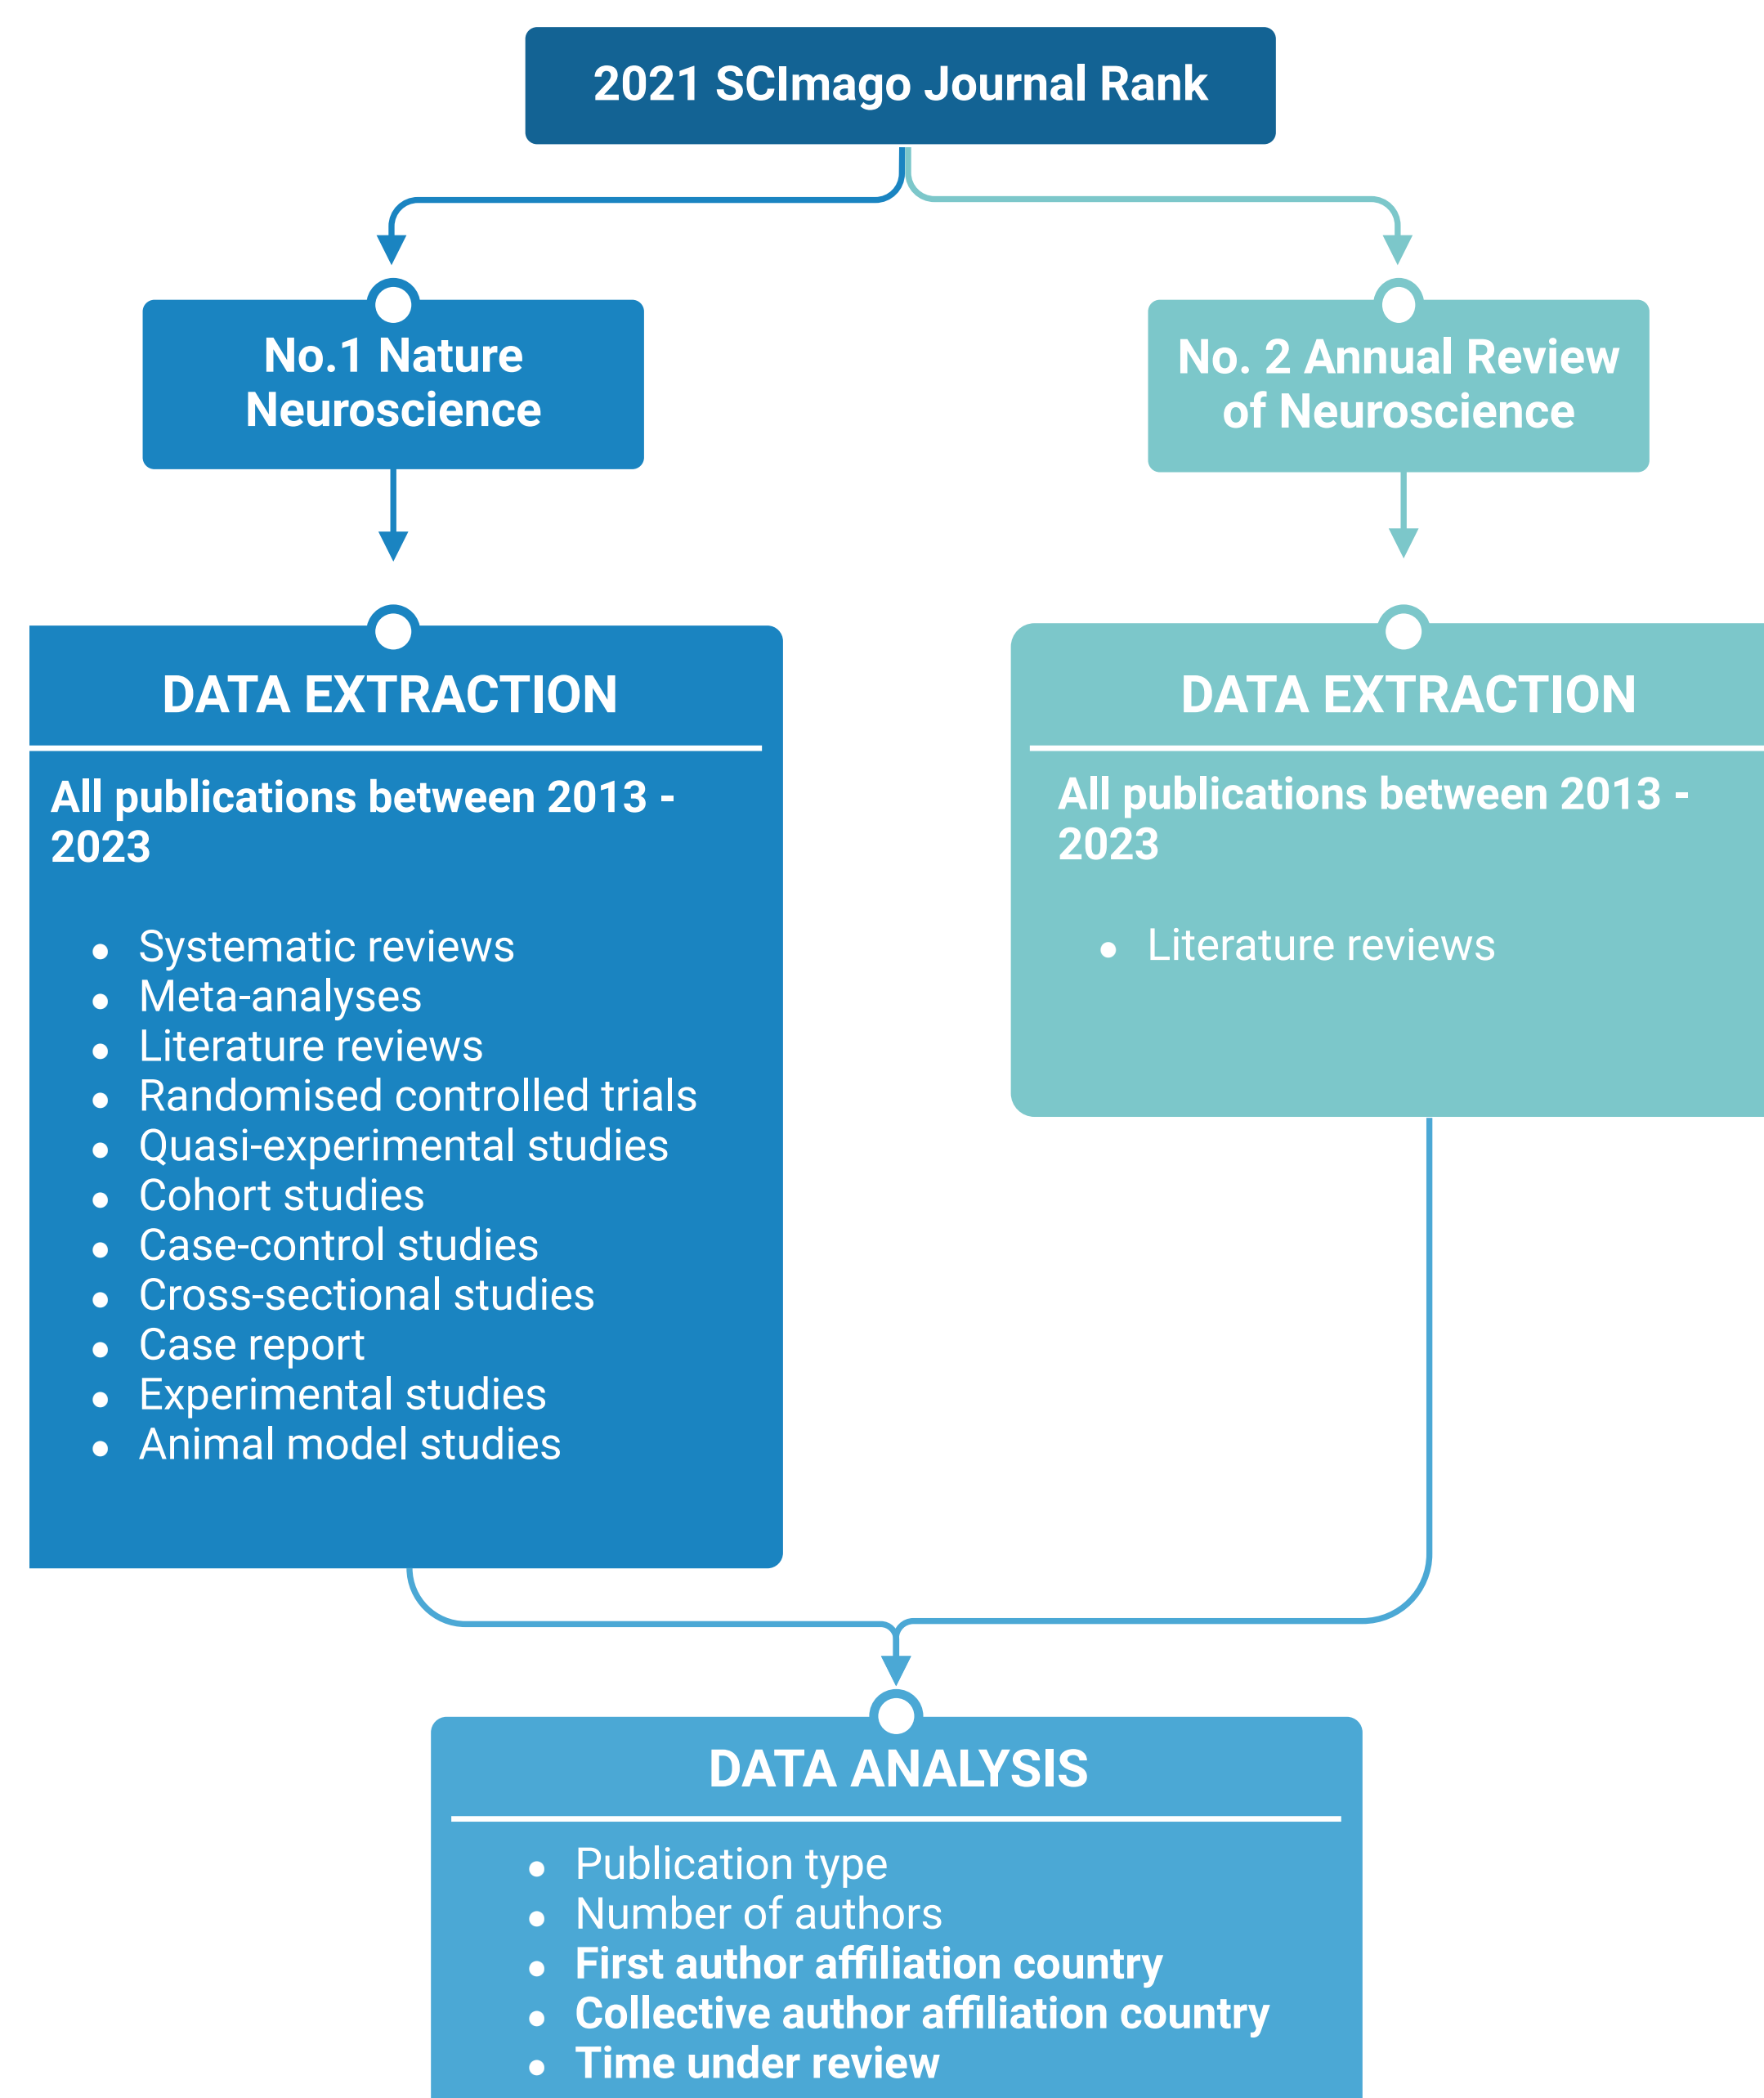 2021 SCImago Journal Rank
No.1 Nature
Neuroscience
No. 2 Annual Review
of Neuroscience
DATA EXTRACTION
All publications between 2013 -
2023
● Systematic reviews
● Meta-analyses
● Literature reviews
● Randomised controlled trials
● Quasi-experimental studies
● Cohort studies
● Case-control studies
● Cross-sectional studies
● Case report
● Experimental studies
● Animal model studies
DATA EXTRACTION
All publications between 2013 -
2023
● Literature reviews
DATA ANALYSIS
● Publication type
● Number of authors
● First author affiliation country
● Collective author affiliation country
● Time under review